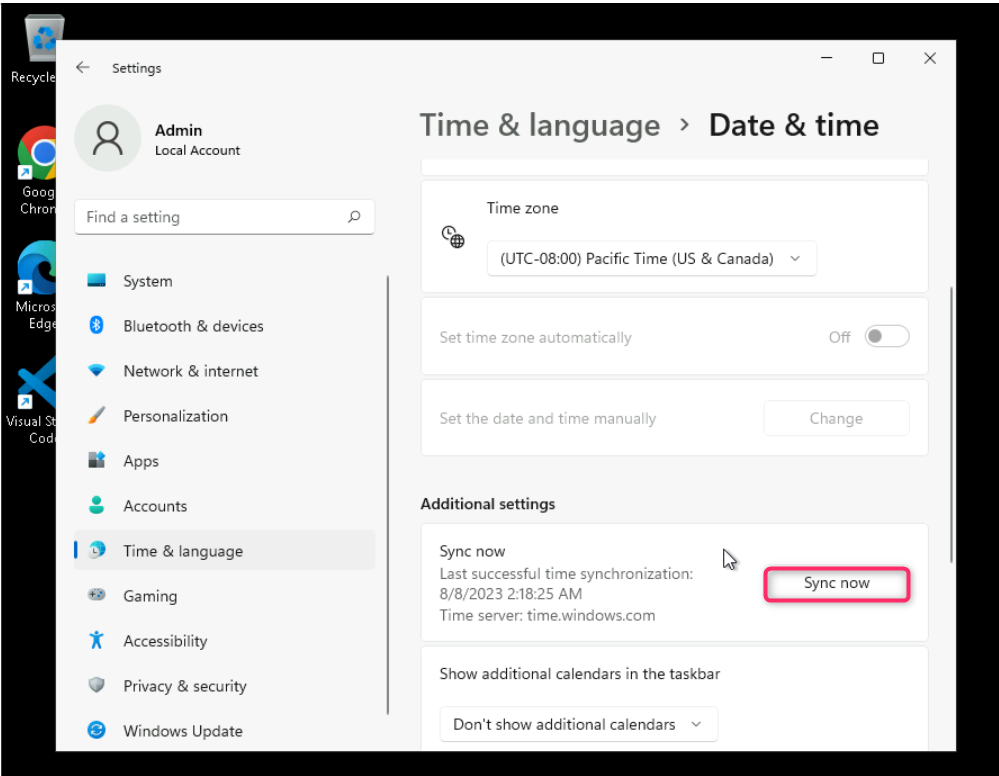 Recycle
Goog
Chron
Micros
Edge
Visual St
Cod
Settings
Admin
Local Account
Find a setting
System
Bluetooth & devices
Network & internet
Personalization
Apps
Accounts
Time & language
Gaming
Accessibility
Privacy & security
Windows Update
Time & language › Date & time
Time zone
(UTC-08:00) Pacific Time (US & Canada)
Set time zone automatically
Off
Set the date and time manually
Change
Additional settings
Sync now
Last successful time synchronization:
8/8/2023 2:18:25 AM
Time server: time.windows.com
Sync now
Show additional calendars in the taskbar
Don't show additional calendars